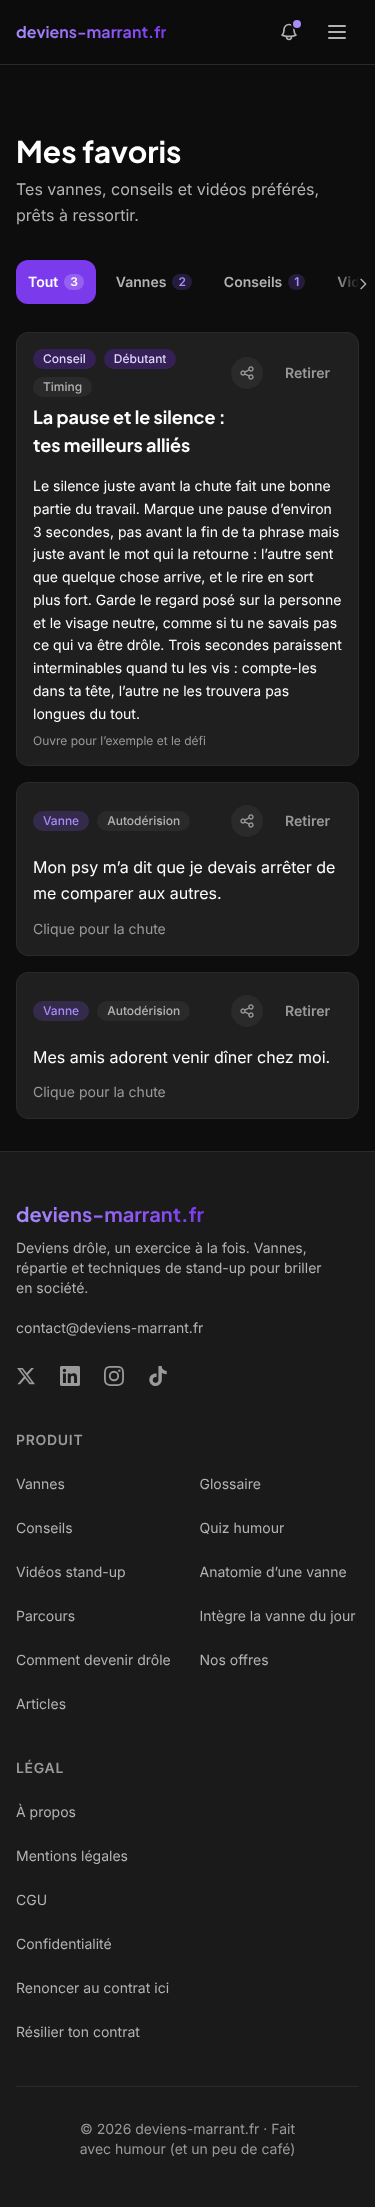 deviens-marrant.fr
Mes favoris
Tes vannes, conseils et vidéos préférés,
prêts à ressortir.
Tout 3 Vannes 2 Conseils 1
Conseil Débutant
Timing
Retirer
La pause et le silence :
tes meilleurs alliés
Le silence juste avant la chute fait une bonne
partie du travail. Marque une pause d’environ
3 secondes, pas avant la fin de ta phrase mais
juste avant le mot qui la retourne : l’autre sent
que quelque chose arrive, et le rire en sort
plus fort. Garde le regard posé sur la personne
et le visage neutre, comme si tu ne savais pas
ce qui va être drôle. Trois secondes paraissent
interminables quand tu les vis : compte-les
dans ta tête, l’autre ne les trouvera pas
longues du tout.
Ouvre pour l’exemple et le défi
Vanne Autodérision Retirer
Mon psy m’a dit que je devais arrêter de
me comparer aux autres.
Clique pour la chute
Vanne Autodérision Retirer
Mes amis adorent venir dîner chez moi.
Clique pour la chute
deviens-marrant.fr
Deviens drôle, un exercice à la fois. Vannes,
répartie et techniques de stand-up pour briller
en société.
contact@deviens-marrant.fr
PRODUIT
Vannes Glossaire
Conseils Quiz humour
Vidéos stand-up Anatomie d’une vanne
Parcours Intègre la vanne du jour
Comment devenir drôle Nos offres
Articles
LÉGAL
À propos
Mentions légales
CGU
Confidentialité
Renoncer au contrat ici
Résilier ton contrat
© 2026 deviens-marrant.fr · Fait
avec humour (et un peu de café)